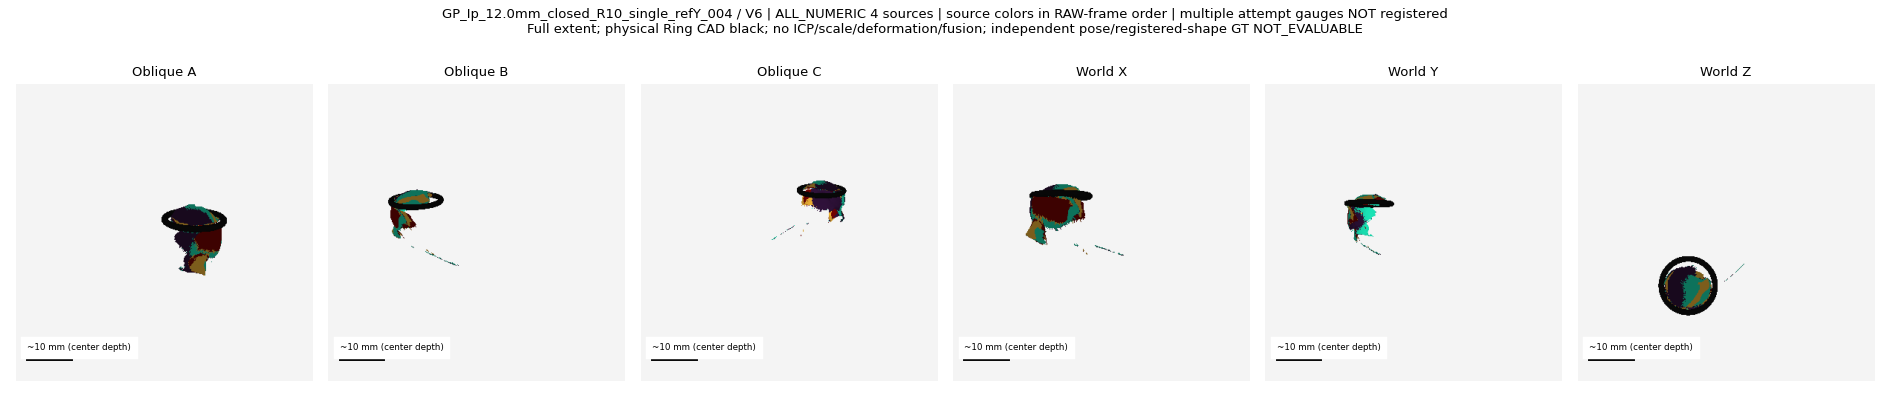 GP_Ip_12.0mm_closed_R10_single_refY_004 / V6 | ALL_NUMERIC 4 sources | source colors in RAW-frame order | multiple attempt gauges NOT registered
Full extent; physical Ring CAD black; no ICP/scale/deformation/fusion; independent pose/registered-shape GT NOT_EVALUABLE
Oblique A
Oblique B
Oblique C
World X
World Y
World Z
~10 mm (center depth)
~10 mm (center depth)
~10 mm (center depth)
~10 mm (center depth)
~10 mm (center depth)
~10 mm (center depth)